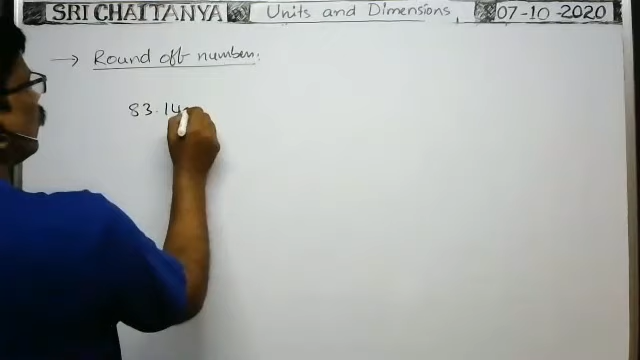 SRI CHAITANYA Units and Dimensions 07-10-2020
→ Round off number:
83.14